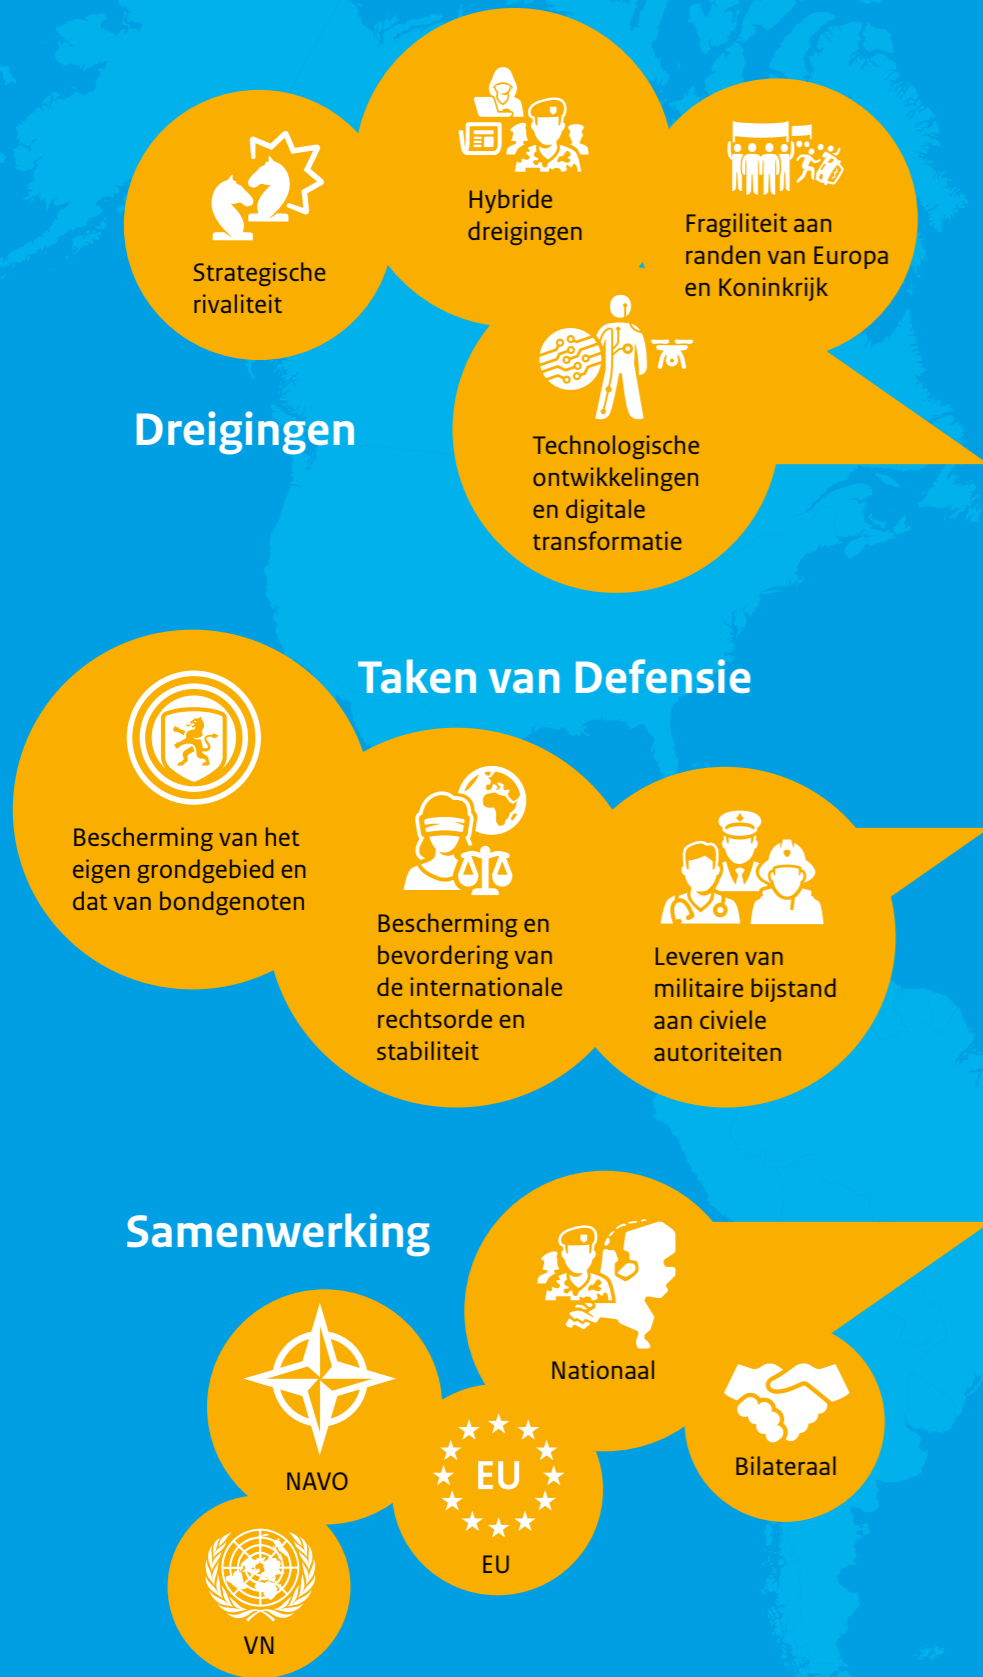 Strategische
rivaliteit
Hybride
dreigingen
Fragiliteit aan
randen van Europa
en Koninkrijk
Dreigingen
Technologische
ontwikkelingen
en digitale
transformatie
Taken van Defensie
Bescherming van het
eigen grondgebied en
dat van bondgenoten
Bescherming en
bevordering van
de internationale
rechtsorde en
stabiliteit
Leveren van
militaire bijstand
aan civiele
autoriteiten
Samenwerking
Nationaal
Bilateraal
NAVO
EU
EU
VN